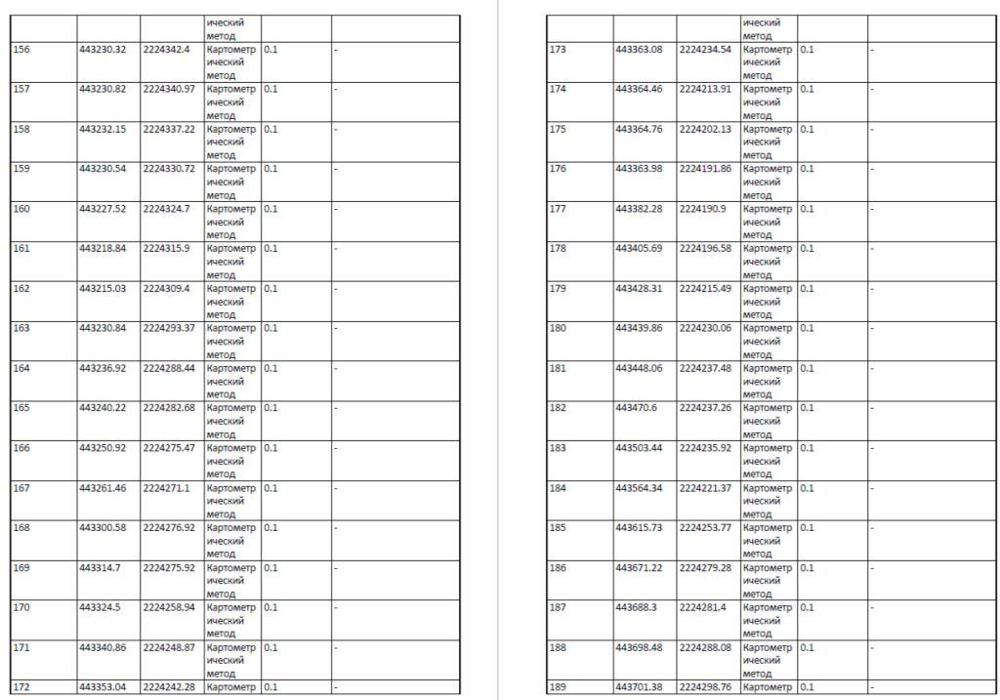 ический
метод
156 443230.32 2224342.4 Картометр 0.1 -
ический
метод
157 443230.82 2224340.97 Картометр 0.1 -
ический
метод
158 443232.15 2224337.22 Картометр 0.1 -
ический
метод
159 443230.54 2224330.72 Картометр 0.1 -
ический
метод
160 443227.52 2224324.7 Картометр 0.1 -
ический
метод
161 443218.84 2224315.9 Картометр 0.1 -
ический
метод
162 443215.03 2224309.4 Картометр 0.1 -
ический
метод
163 443230.84 2224293.37 Картометр 0.1 -
ический
метод
164 443236.92 2224288.44 Картометр 0.1 -
ический
метод
165 443240.22 2224282.68 Картометр 0.1 -
ический
метод
166 443250.92 2224275.47 Картометр 0.1 -
ический
метод
167 443261.46 2224271.1 Картометр 0.1 -
ический
метод
168 443300.58 2224276.92 Картометр 0.1 -
ический
метод
169 443314.7 2224275.92 Картометр 0.1 -
ический
метод
170 443324.5 2224258.94 Картометр 0.1 -
ический
метод
171 443340.86 2224248.87 Картометр 0.1 -
ический
метод
172 443353.04 2224242.28 Картометр 0.1 -
ический
метод
173 443363.08 2224234.54 Картометр 0.1 -
ический
метод
174 443364.46 2224213.91 Картометр 0.1 -
ический
метод
175 443364.76 2224202.13 Картометр 0.1 -
ический
метод
176 443363.98 2224191.86 Картометр 0.1 -
ический
метод
177 443382.28 2224190.9 Картометр 0.1 -
ический
метод
178 443405.69 2224196.58 Картометр 0.1 -
ический
метод
179 443428.31 2224215.49 Картометр 0.1 -
ический
метод
180 443439.86 2224230.06 Картометр 0.1 -
ический
метод
181 443448.06 2224237.48 Картометр 0.1 -
ический
метод
182 443470.6 2224237.26 Картометр 0.1 -
ический
метод
183 443503.44 2224235.92 Картометр 0.1 -
ический
метод
184 443564.34 2224221.37 Картометр 0.1 -
ический
метод
185 443615.73 2224253.77 Картометр 0.1 -
ический
метод
186 443671.22 2224279.28 Картометр 0.1 -
ический
метод
187 443688.3 2224281.4 Картометр 0.1 -
ический
метод
188 443698.48 2224288.08 Картометр 0.1 -
ический
метод
189 443701.38 2224298.76 Картометр 0.1 -